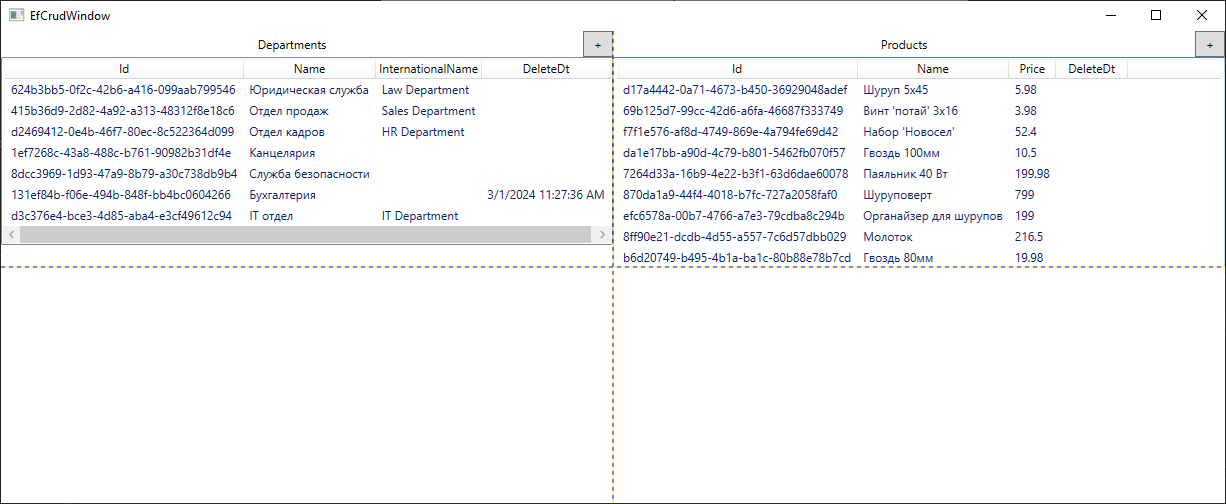 EfCrudWindow
Departments +
Id Name InternationalName DeleteDt
624b3bb5-0f2c-42b6-a416-099aab799546 Юридическая служба Law Department
415b36d9-2d82-4a92-a313-48312f8e18c6 Отдел продаж Sales Department
d2469412-0e4b-46f7-80ec-8c522364d099 Отдел кадров HR Department
1ef7268c-43a8-488c-b761-90982b31df4e Канцелярия
8dcc3969-1d93-47a9-8b79-a30c738db9b4 Служба безопасности
131ef84b-f06e-494b-848f-bb4bc0604266 Бухгалтерия 3/1/2024 11:27:36 AM
d3c376e4-bce3-4d85-aba4-e3cf49612c94 IT отдел IT Department
Products +
Id Name Price DeleteDt
d17a4442-0a71-4673-b450-36929048adef Шуруп 5х45 5.98
69b125d7-99cc-42d6-a6fa-46687f333749 Винт 'потай' 3х16 3.98
f7f1e576-af8d-4749-869e-4a794fe69d42 Набор 'Новосел' 52.4
da1e17bb-a90d-4c79-b801-5462fb070f57 Гвоздь 100мм 10.5
7264d33a-16b9-4e22-b3f1-63d6dae60078 Паяльник 40 Вт 199.98
870da1a9-44f4-4018-b7fc-727a2058faf0 Шуруповерт 799
efc6578a-00b7-4766-a7e3-79cdba8c294b Органайзер для шурупов 199
8ff90e21-dcdb-4d55-a557-7c6d57dbb029 Молоток 216.5
b6d20749-b495-4b1a-ba1c-80b88e78b7cd Гвоздь 80мм 19.98